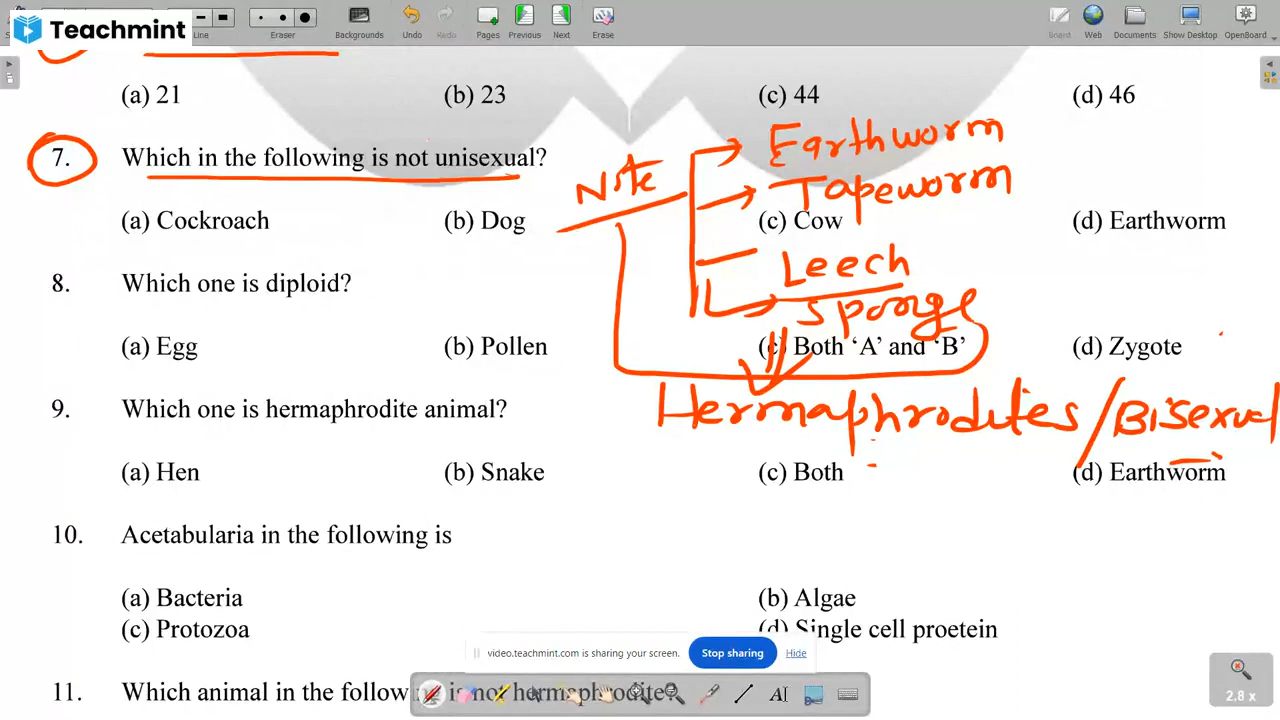 Teachmint
Line
Eraser
Backgrounds
Undo
Redo
Pages
Previous
Next
Erase
Board
Web
Documents
Show Desktop
OpenBoard
(a) 21 (b) 23 (c) 44 (d) 46
7. Which in the following is not unisexual?
Note
Earthworm
Tapeworm
Leech
Sponge
Hermaphrodites/Bisexual
(a) Cockroach (b) Dog (c) Cow (d) Earthworm
8. Which one is diploid?
(a) Egg (b) Pollen (c) Both ‘A’ and ‘B’ (d) Zygote
9. Which one is hermaphrodite animal?
(a) Hen (b) Snake (c) Both (d) Earthworm
10. Acetabularia in the following is
(a) Bacteria (b) Algae
(c) Protozoa (d) Single cell proetein
video.teachmint.com is sharing your screen. Stop sharing Hide
11. Which animal in the following is not hermaphrodite?
2.8 x